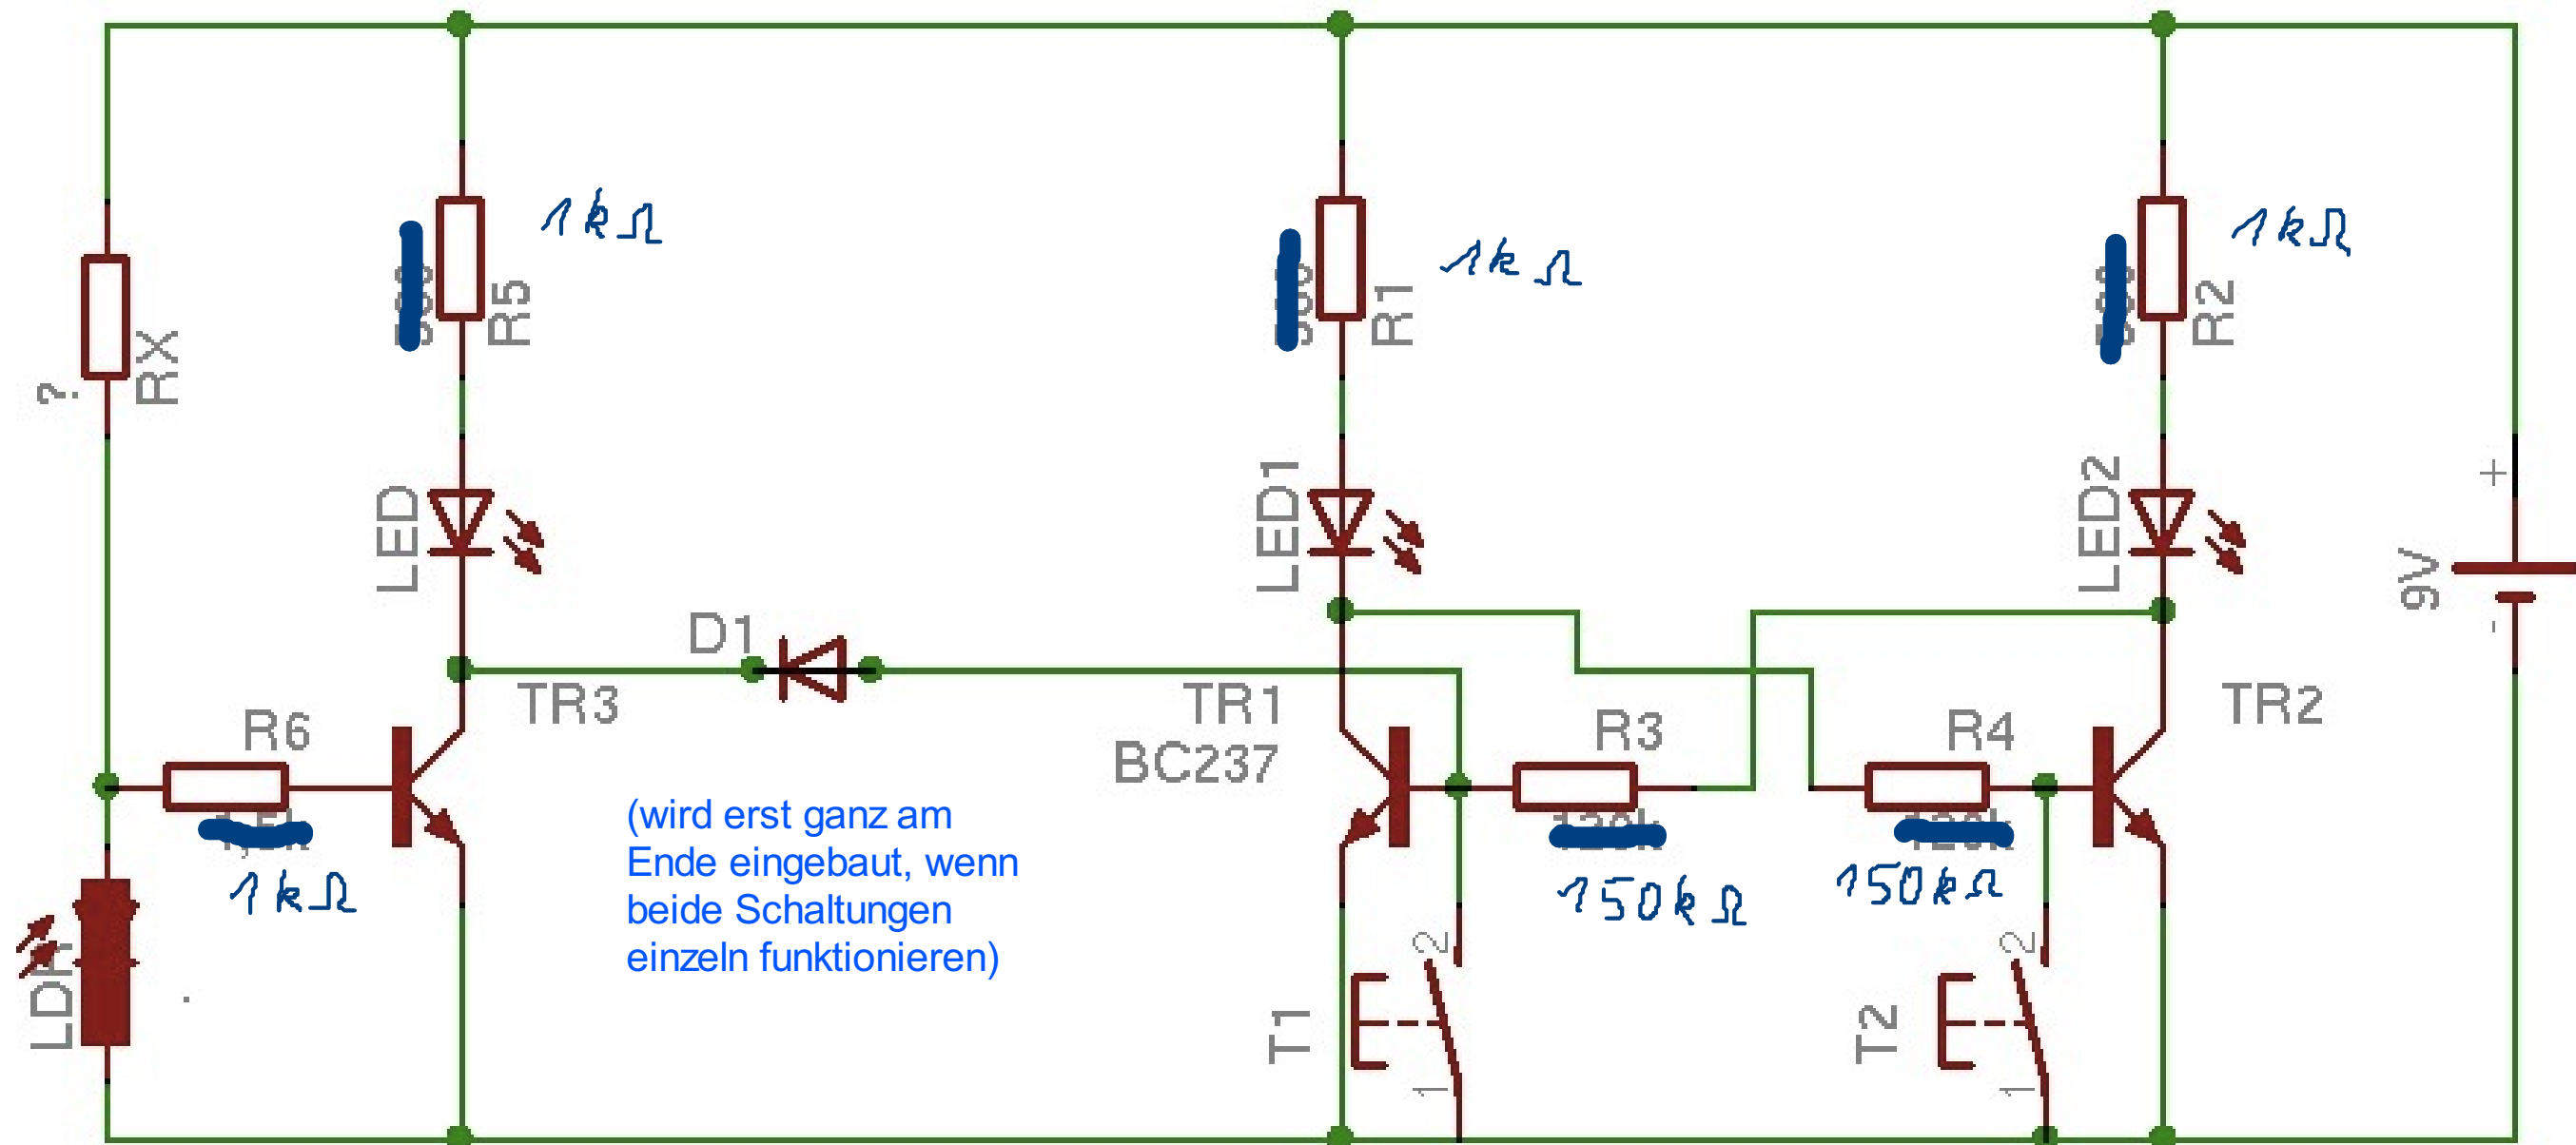 1kΩ
1kΩ
1kΩ
R5
R1
R2
?
RX
LED
LED1
LED2
+
9V
-
D1
TR3
TR1
BC237
TR2
R6
R3
R4
1kΩ
150kΩ
150kΩ
(wird erst ganz am
Ende eingebaut, wenn
beide Schaltungen
einzeln funktionieren)
LDR
T1
2
1
T2
2
1